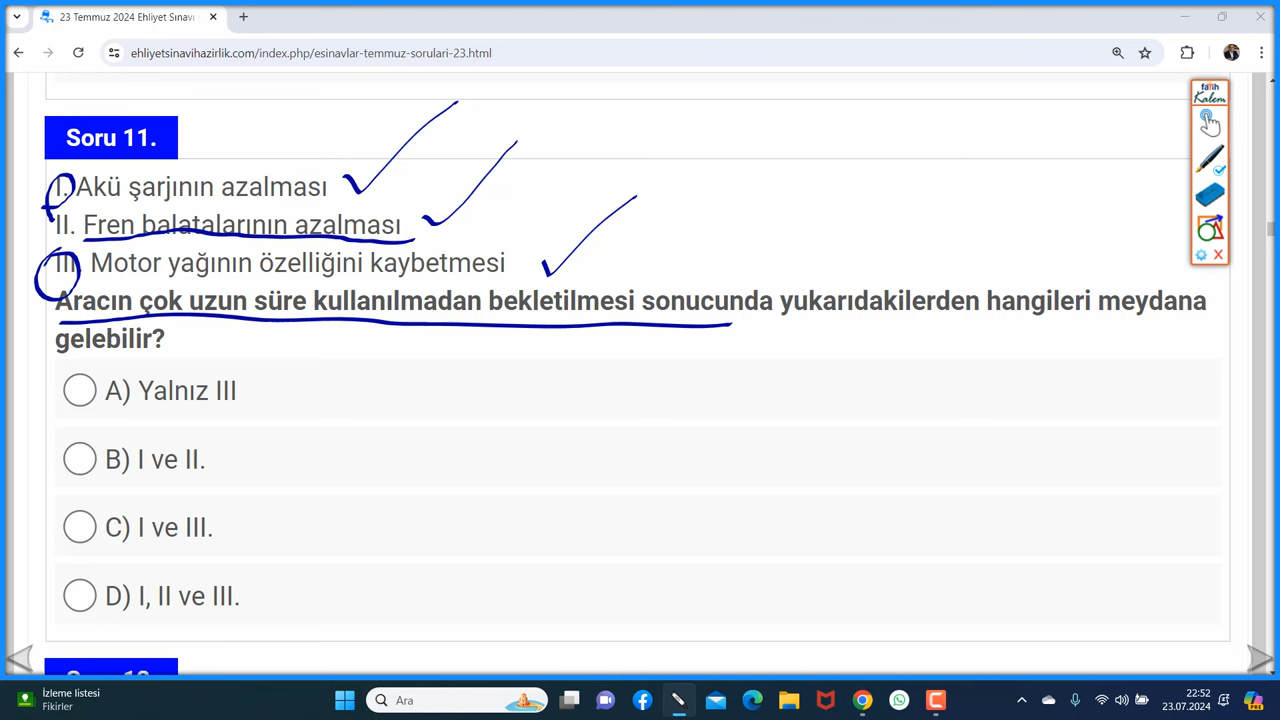 23 Temmuz 2024 Ehliyet Sınavı
ehliyetsinavihazirlik.com/index.php/esinavlar-temmuz-sorulari-23.html
fatih
Kalem
Soru 11.
I. Akü şarjının azalması
II. Fren balatalarının azalması
III. Motor yağının özelliğini kaybetmesi
Aracın çok uzun süre kullanılmadan bekletilmesi sonucunda yukarıdakilerden hangileri meydana
gelebilir?
A) Yalnız III
B) I ve II.
C) I ve III.
D) I, II ve III.
İzleme listesi
Fikirler
Ara
22:52
23.07.2024